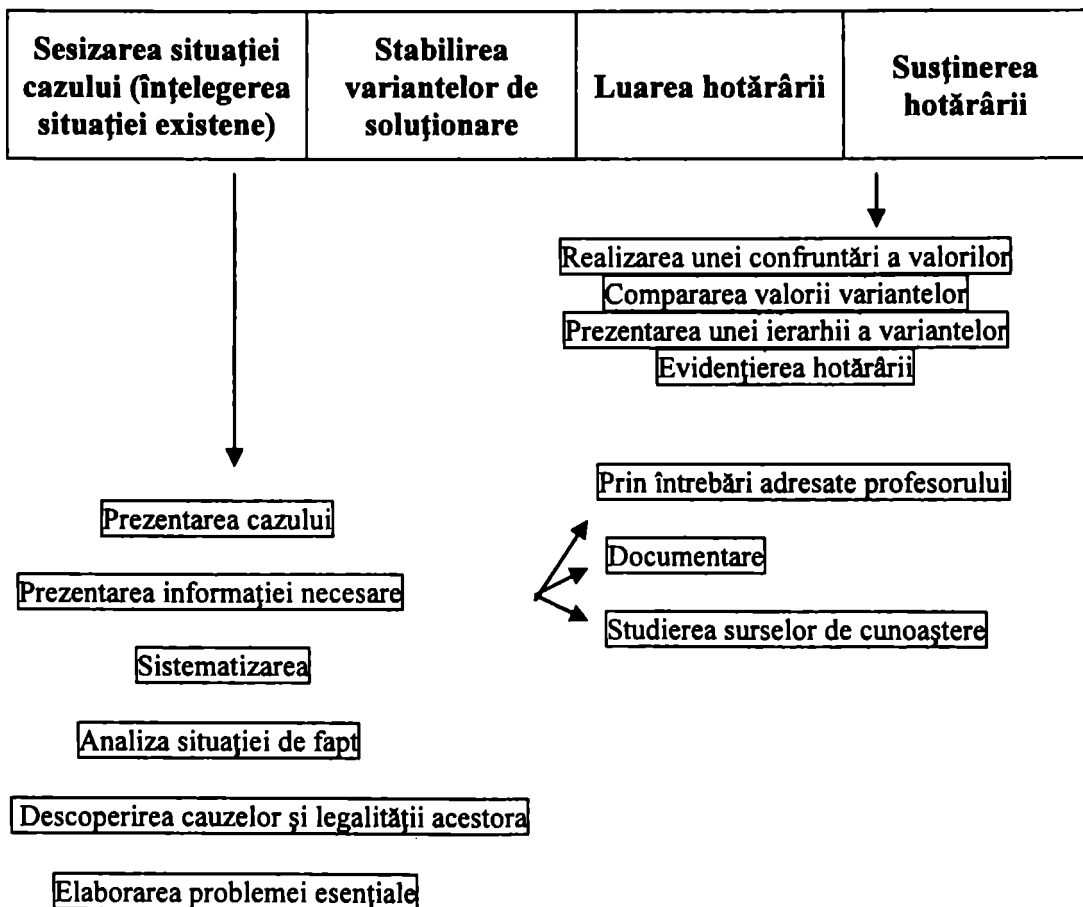 Sesizarea situaţiei
cazului (înţelegerea
situaţiei existene)
Stabilirea
variantelor de
soluţionare
Luarea hotărârii
Susţinerea
hotărârii
Realizarea unei confruntări a valorilor
Compararea valorii variantelor
Prezentarea unei ierarhii a variantelor
Evidenţierea hotărârii
Prezentarea cazului
Prezentarea informaţiei necesare
Sistematizarea
Analiza situaţiei de fapt
Descoperirea cauzelor şi legalităţii acestora
Elaborarea problemei esenţiale
Prin întrebări adresate profesorului
Documentare
Studierea surselor de cunoaştere